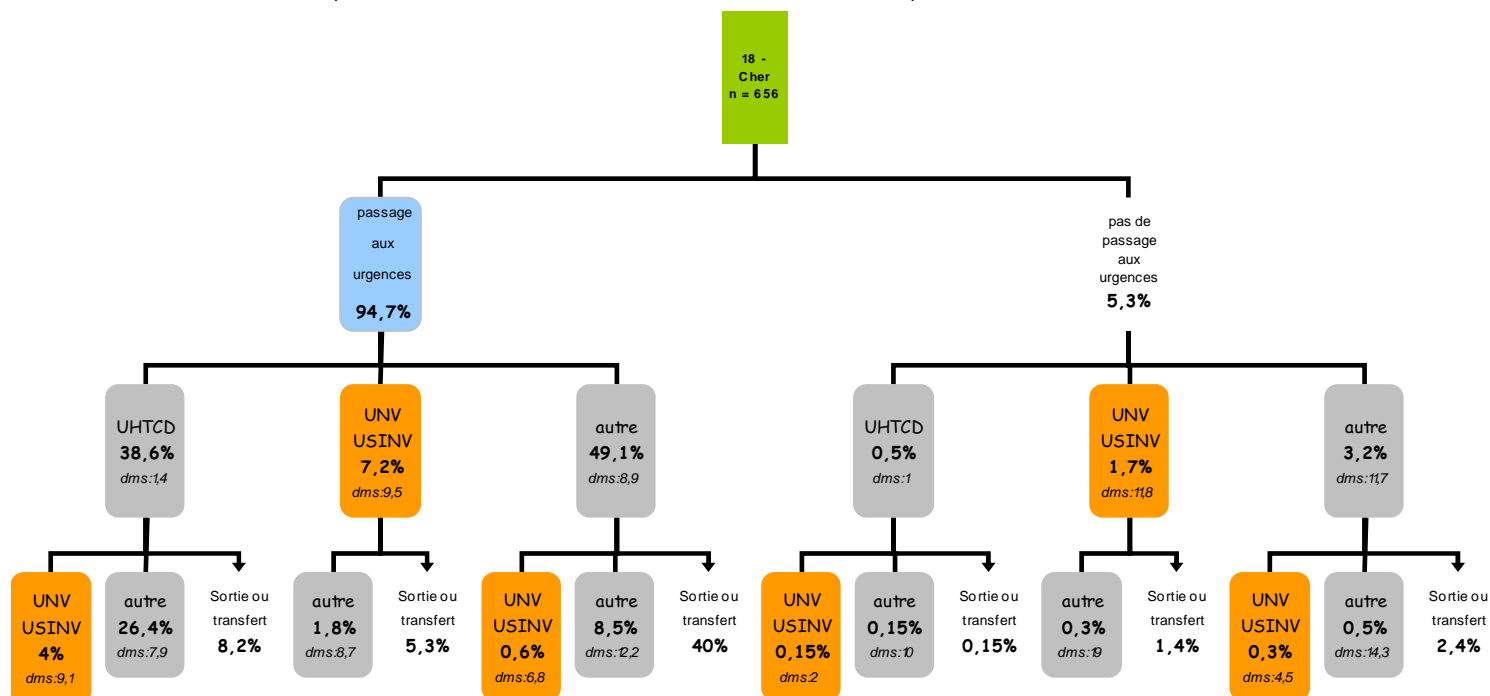 18 -
Cher
n = 656
passage
aux
urgences
94,7%
pas de
passage
aux
urgences
5,3%
UHTCD
38,6%
dms:1,4
UNV
USINV
7,2%
dms:9,5
autre
49,1%
dms:8,9
UHTCD
0,5%
dms:1
UNV
USINV
1,7%
dms:11,8
autre
3,2%
dms:11,7
UNV
USINV
4%
dms:9,1
autre
26,4%
dms:7,9
Sortie ou
transfert
8,2%
autre
1,8%
dms:8,7
Sortie ou
transfert
5,3%
UNV
USINV
0,6%
dms:6,8
autre
8,5%
dms:12,2
Sortie ou
transfert
40%
UNV
USINV
0,15%
dms:2
autre
0,15%
dms:10
Sortie ou
transfert
0,15%
autre
0,3%
dms:19
Sortie ou
transfert
1,4%
UNV
USINV
0,3%
dms:4,5
autre
0,5%
dms:14,3
Sortie ou
transfert
2,4%